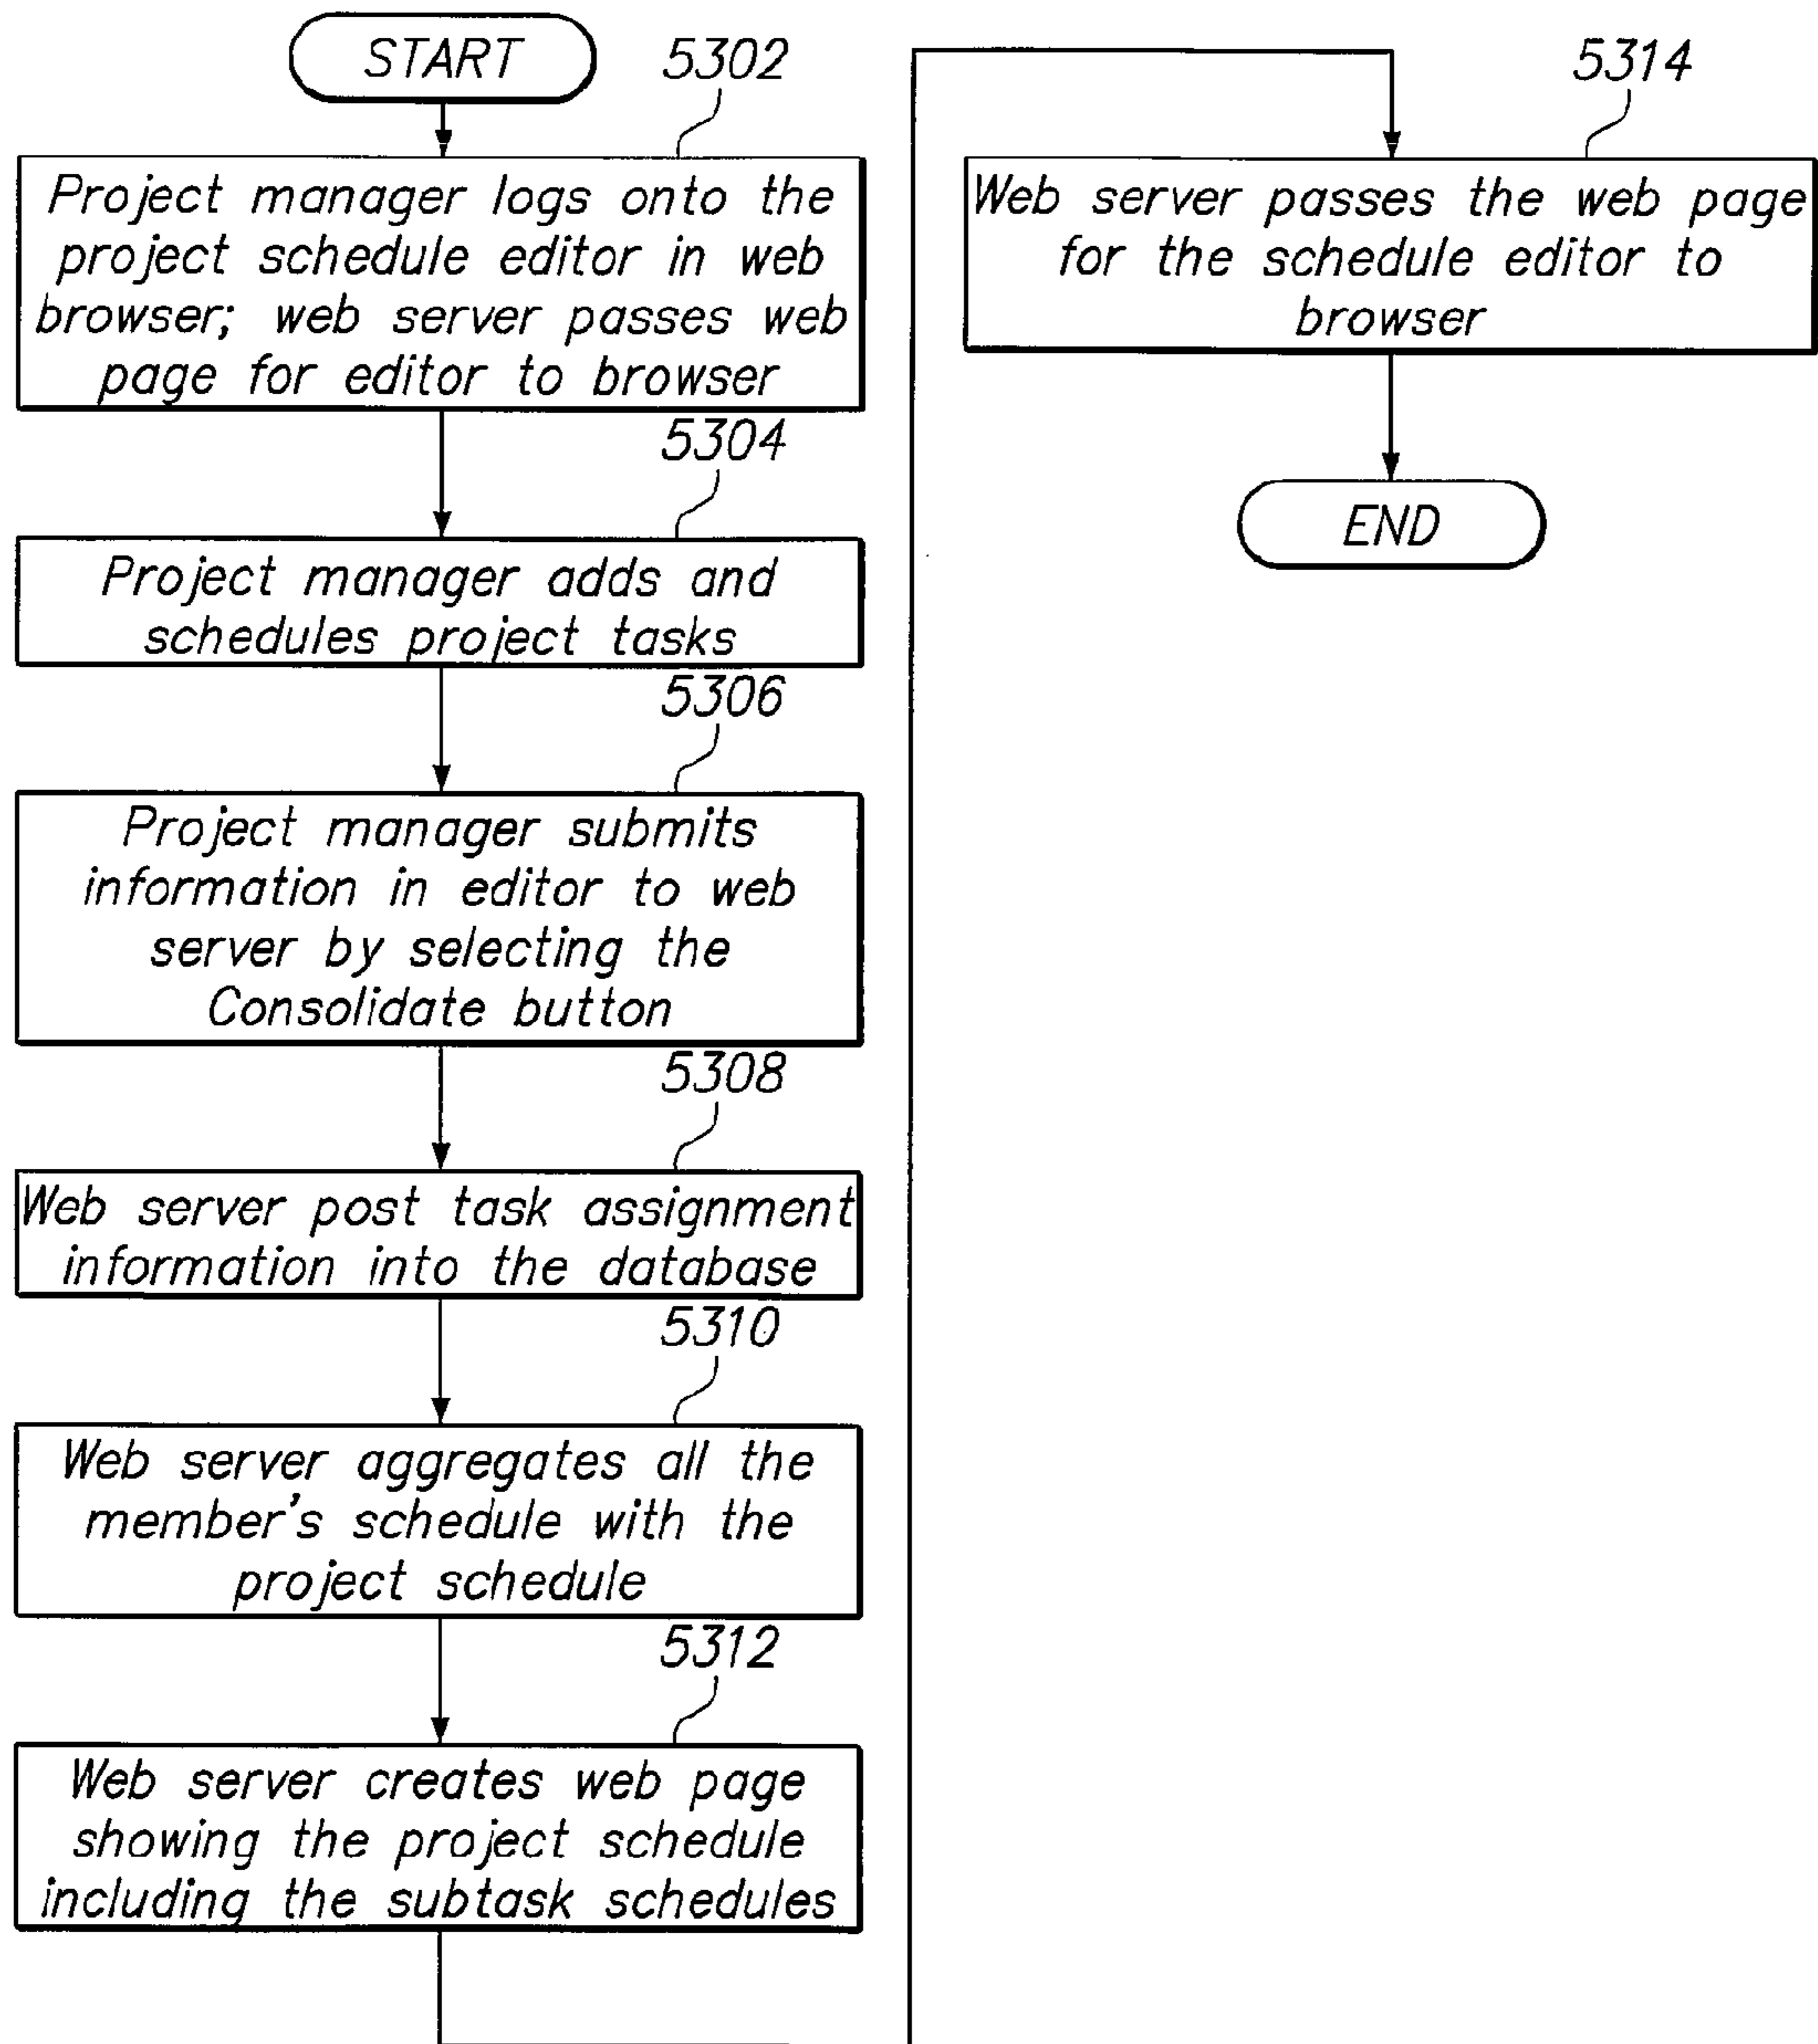 START
5302
Project manager logs onto the
project schedule editor in web
browser; web server passes web
page for editor to browser
5304
Project manager adds and
schedules project tasks
5306
Project manager submits
information in editor to web
server by selecting the
Consolidate button
5308
Web server post task assignment
information into the database
5310
Web server aggregates all the
member's schedule with the
project schedule
5312
Web server creates web page
showing the project schedule
including the subtask schedules
5314
Web server passes the web page
for the schedule editor to
browser
END